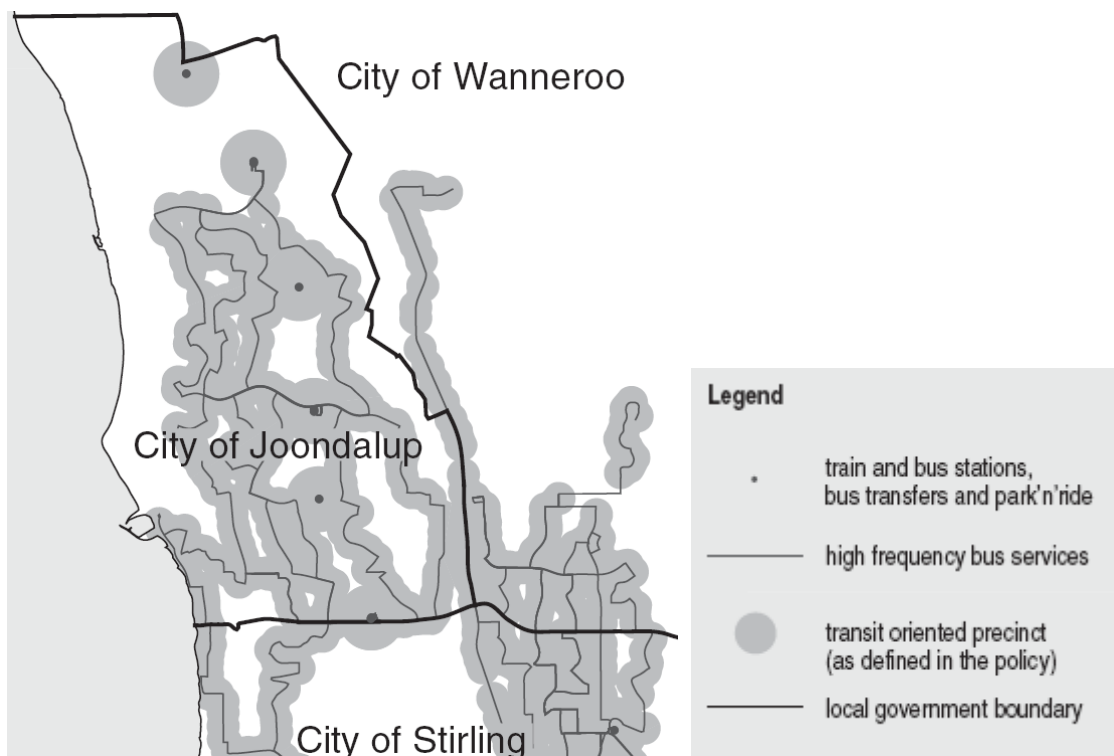 City of Wanneroo
City of Joondalup
City of Stirling
Legend
train and bus stations,
bus transfers and park'n'ride
high frequency bus services
transit oriented precinct
(as defined in the policy)
local government boundary